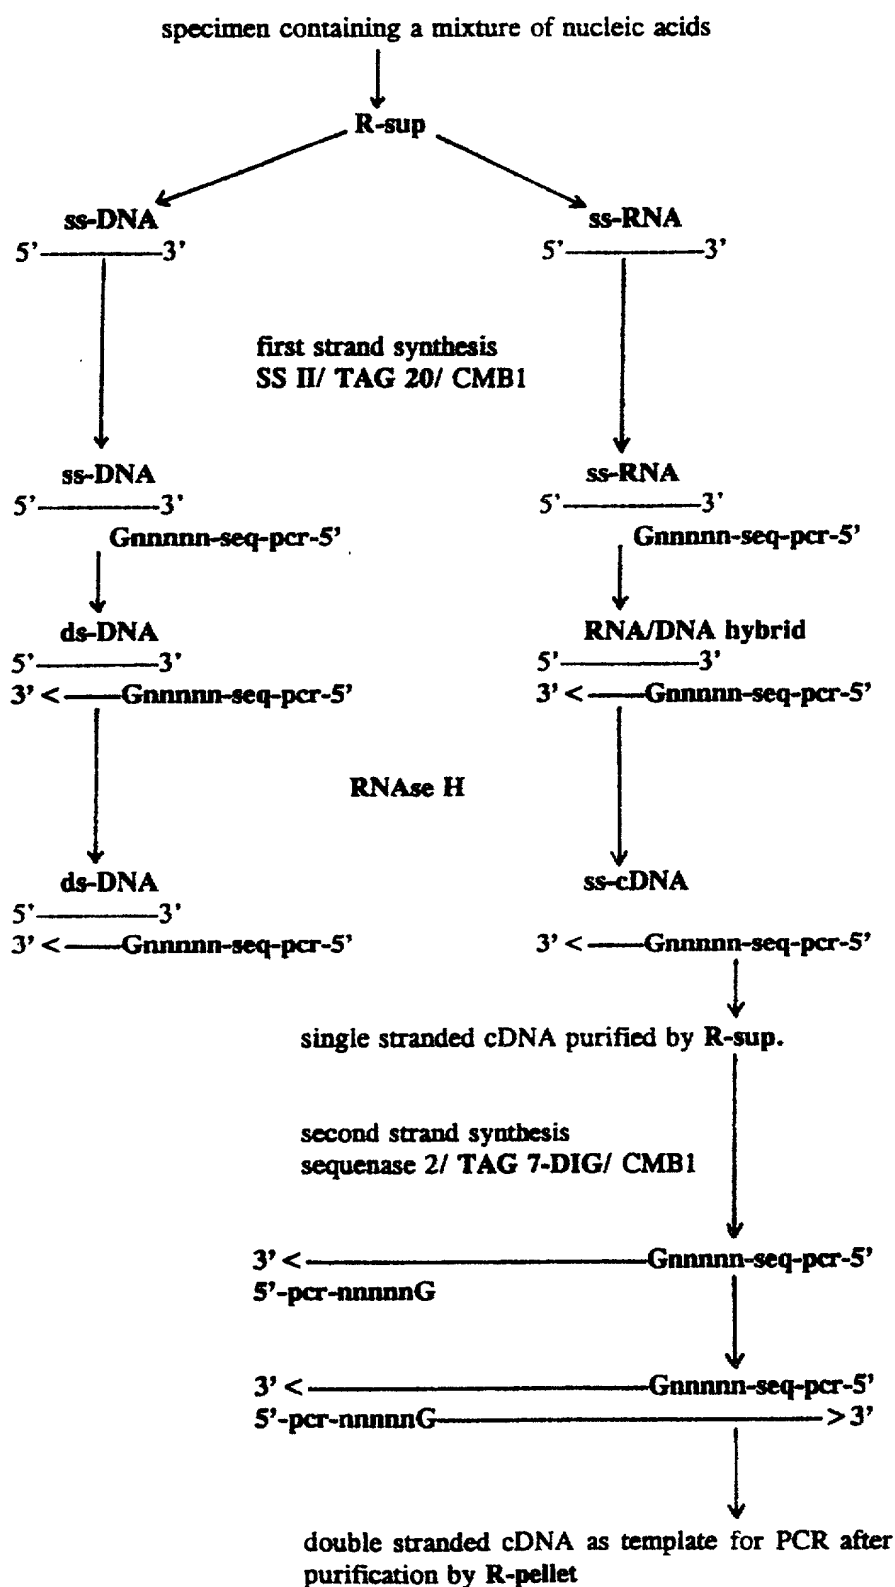 specimen containing a mixture of nucleic acids
R-sup
ss-DNA ss-RNA
5'————3' 5'————3'
first strand synthesis
SS II/ TAG 20/ CMB1
ss-DNA ss-RNA
5'————3' 5'————3'
Gnnnnn-seq-pcr-5' Gnnnnn-seq-pcr-5'
ds-DNA RNA/DNA hybrid
5'————3' 5'————3'
3' <——Gnnnnn-seq-pcr-5' 3' <——Gnnnnn-seq-pcr-5'
RNAse H
ds-DNA ss-cDNA
5'————3'
3' <——Gnnnnn-seq-pcr-5' 3' <——Gnnnnn-seq-pcr-5'
single stranded cDNA purified by R-sup.
second strand synthesis
sequenase 2/ TAG 7-DIG/ CMB1
3' <————————Gnnnnn-seq-pcr-5'
5'-pcr-nnnnnG
3' <————————Gnnnnn-seq-pcr-5'
5'-pcr-nnnnnG————————> 3'
double stranded cDNA as template for PCR after
purification by R-pellet